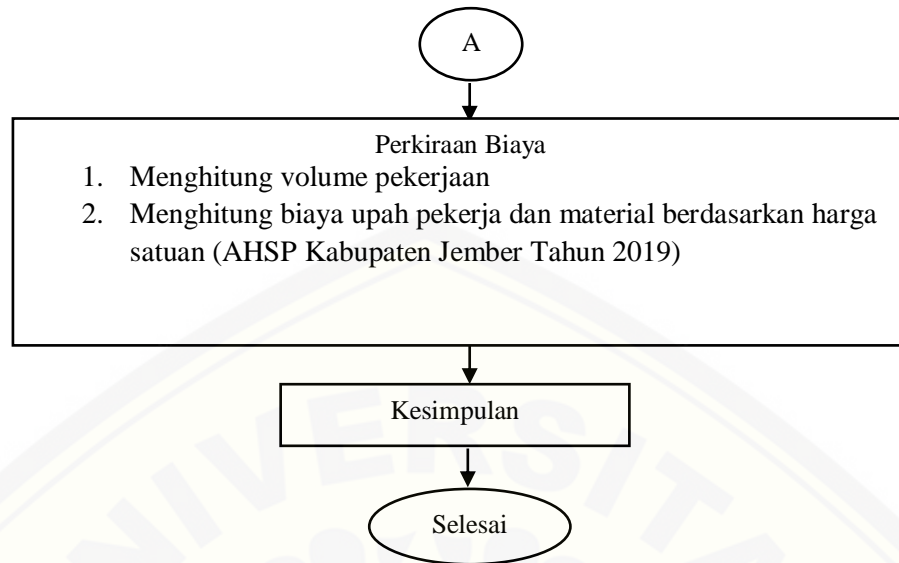 A
Perkiraan Biaya
1. Menghitung volume pekerjaan
2. Menghitung biaya upah pekerja dan material berdasarkan harga
satuan (AHSP Kabupaten Jember Tahun 2019)
Kesimpulan
Selesai
UNIVERSITA